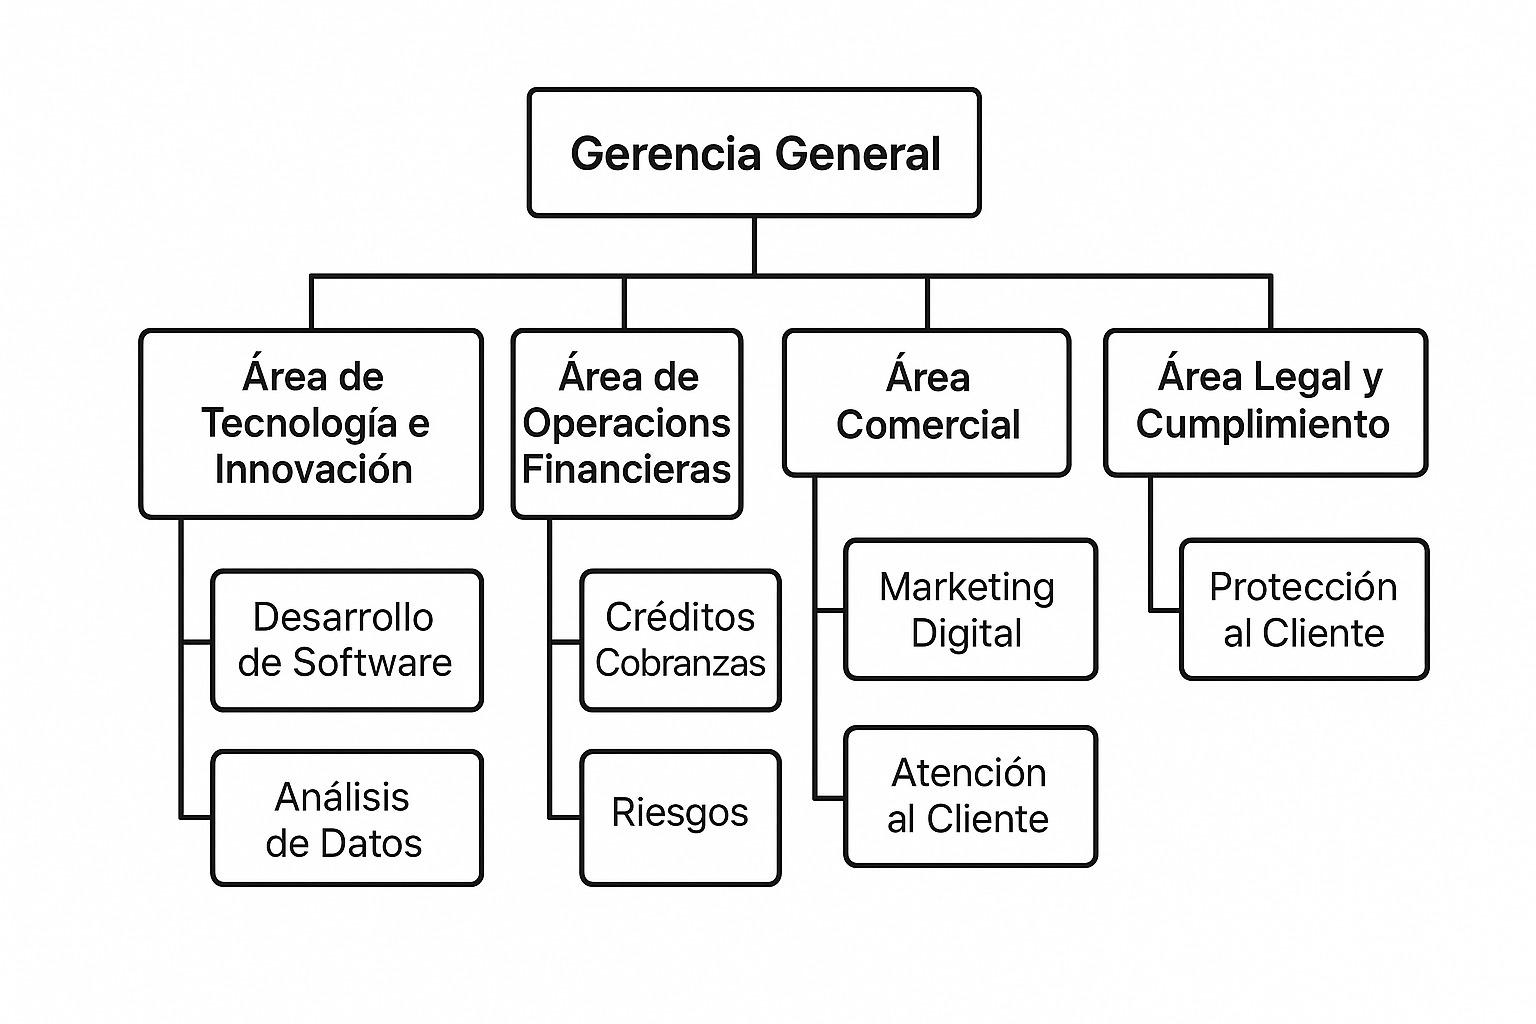 Gerencia General
Área de
Tecnología e
Innovación
Área de
Operacions
Financieras
Área
Comercial
Área Legal y
Cumplimiento
Desarrollo
de Software
Análisis
de Datos
Créditos
Cobranzas
Riesgos
Marketing
Digital
Atención
al Cliente
Protección
al Cliente